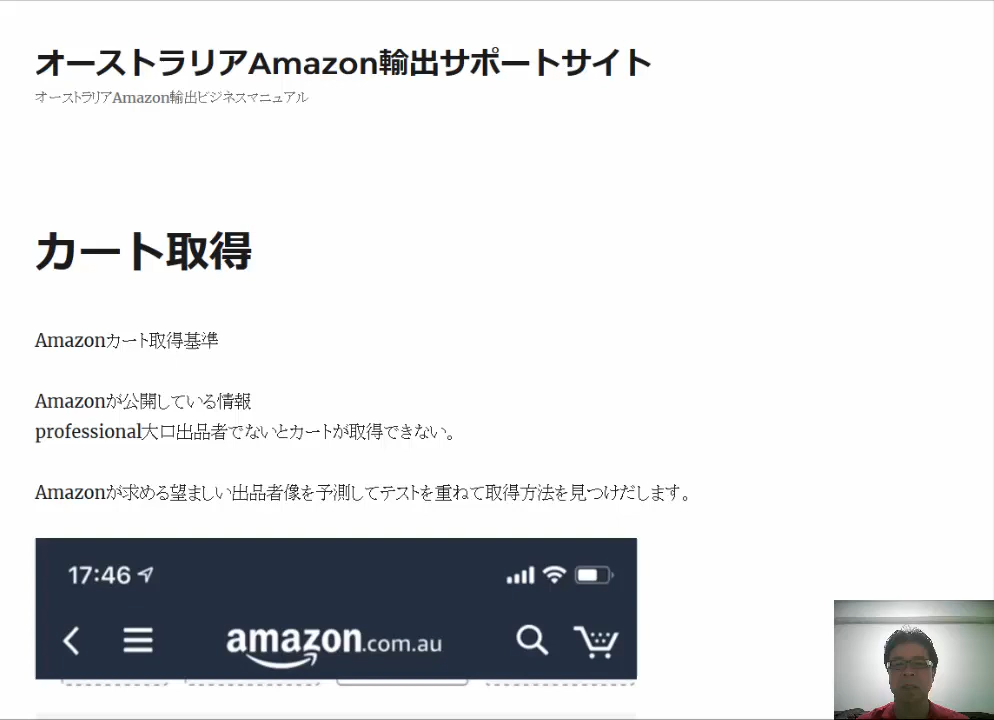 オーストラリアAmazon輸出サポートサイト
オーストラリアAmazon輸出ビジネスマニュアル
カート取得
Amazonカート取得基準
Amazonが公開している情報
professional大口出品者でないとカートが取得できない。
Amazonが求める望ましい出品者像を予測してテストを重ねて取得方法を見つけだします。
17:46
amazon.com.au